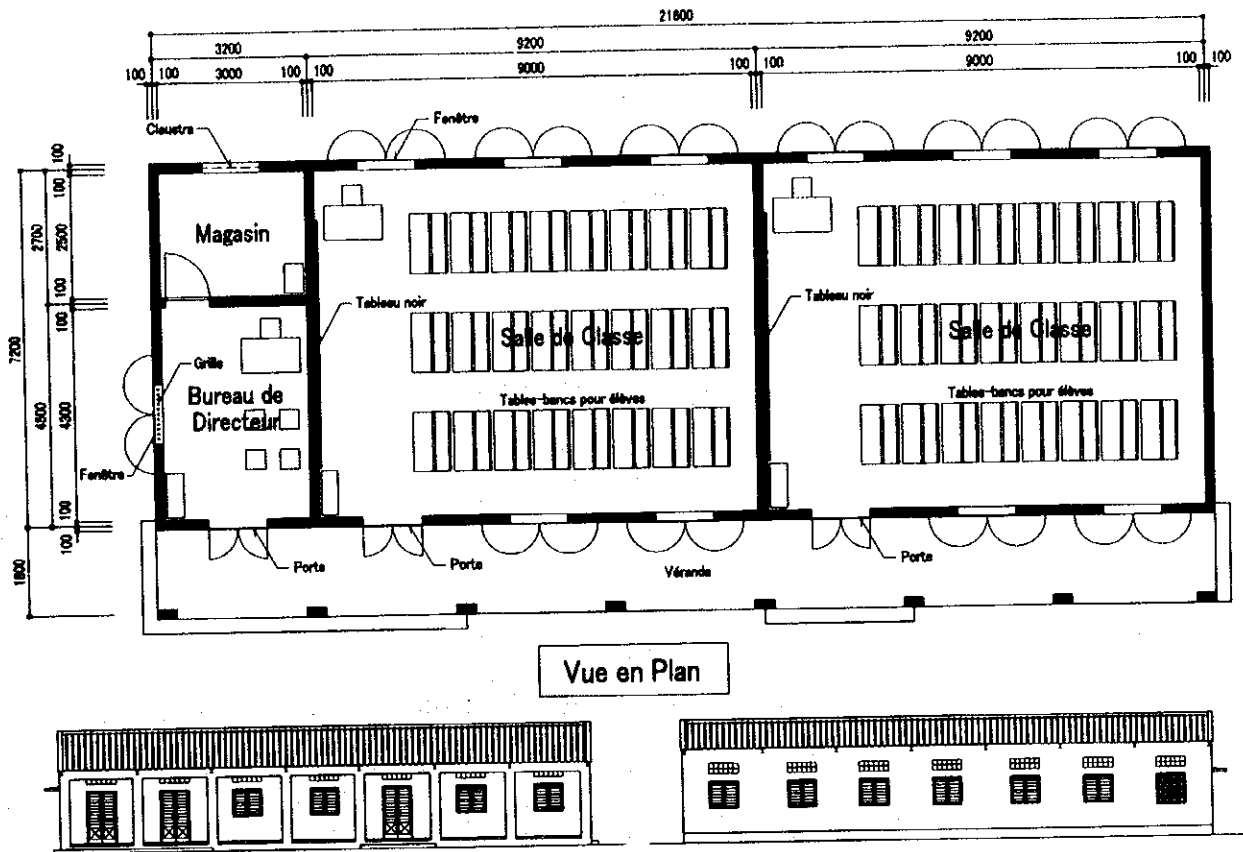 21600
3200 9200 9200
100 100 3000 100 100 9000 100 100 9000 100 100
Claustra
Fenêtre
100
100
Magasin
2700
2500
100
Tableau noir
Tableau noir
100
7200
Salle de Classe
Salle de Classe
Grille
Bureau de
Directeur
Tables-bancs pour élèves
Tables-bancs pour élèves
4500
4300
Fenêtre
100
100
1800
Porte
Porte
Véranda
Porte
Vue en Plan